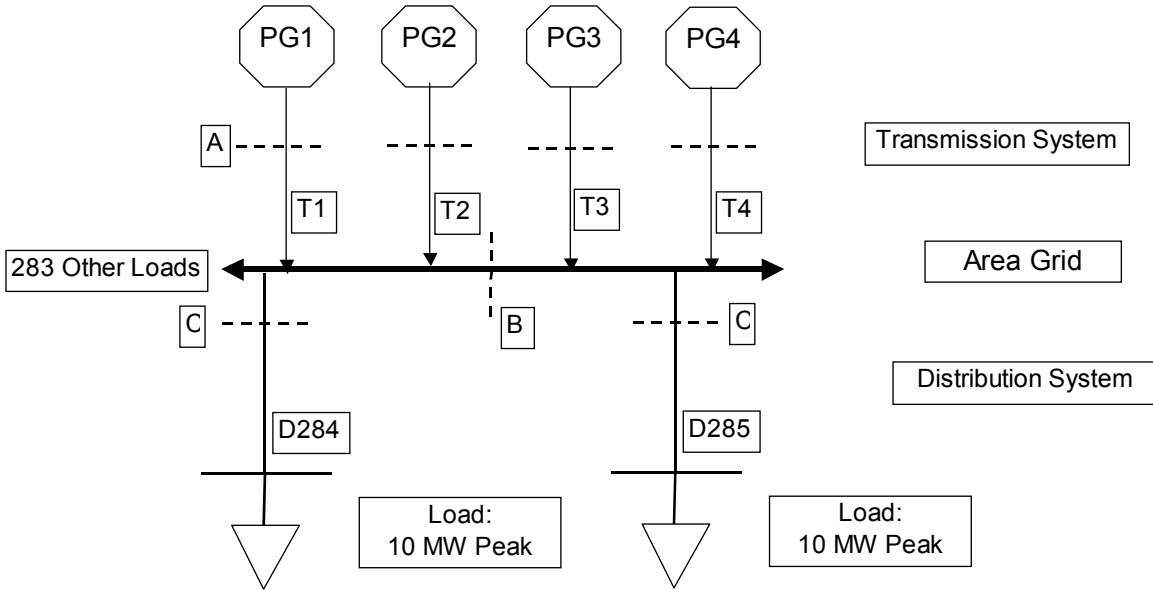 PG1
PG2
PG3
PG4
A
Transmission System
T1
T2
T3
T4
283 Other Loads
Area Grid
C
B
C
Distribution System
D284
D285
Load:
10 MW Peak
Load:
10 MW Peak